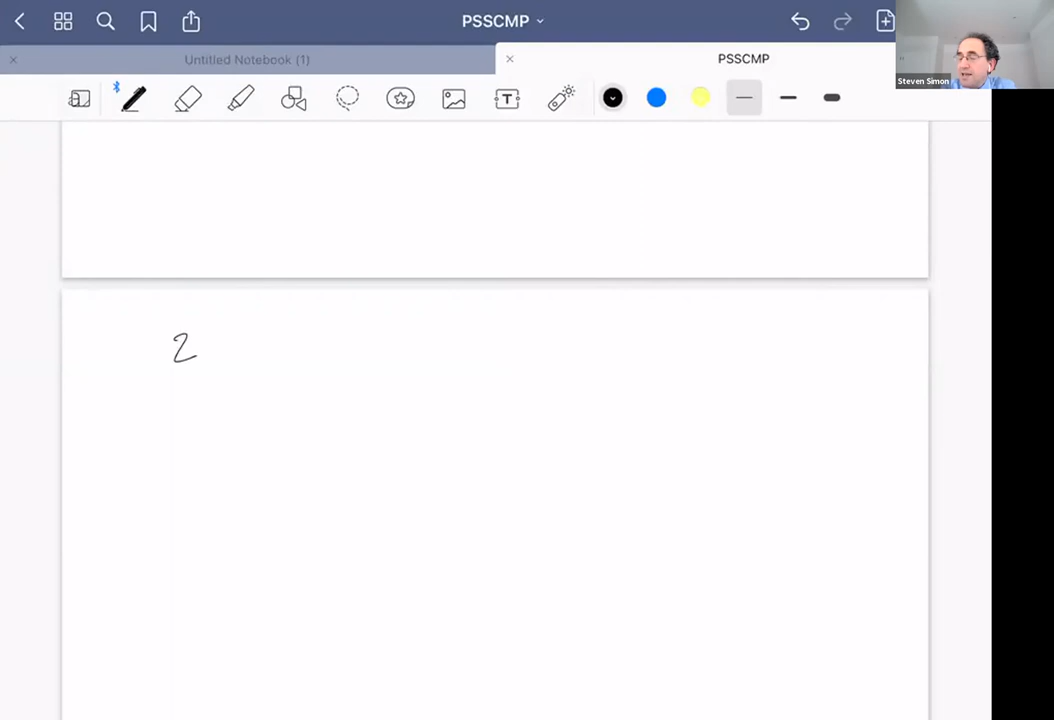 PSSCMP
Untitled Notebook (1)
PSSCMP
T
Steven Simon
2